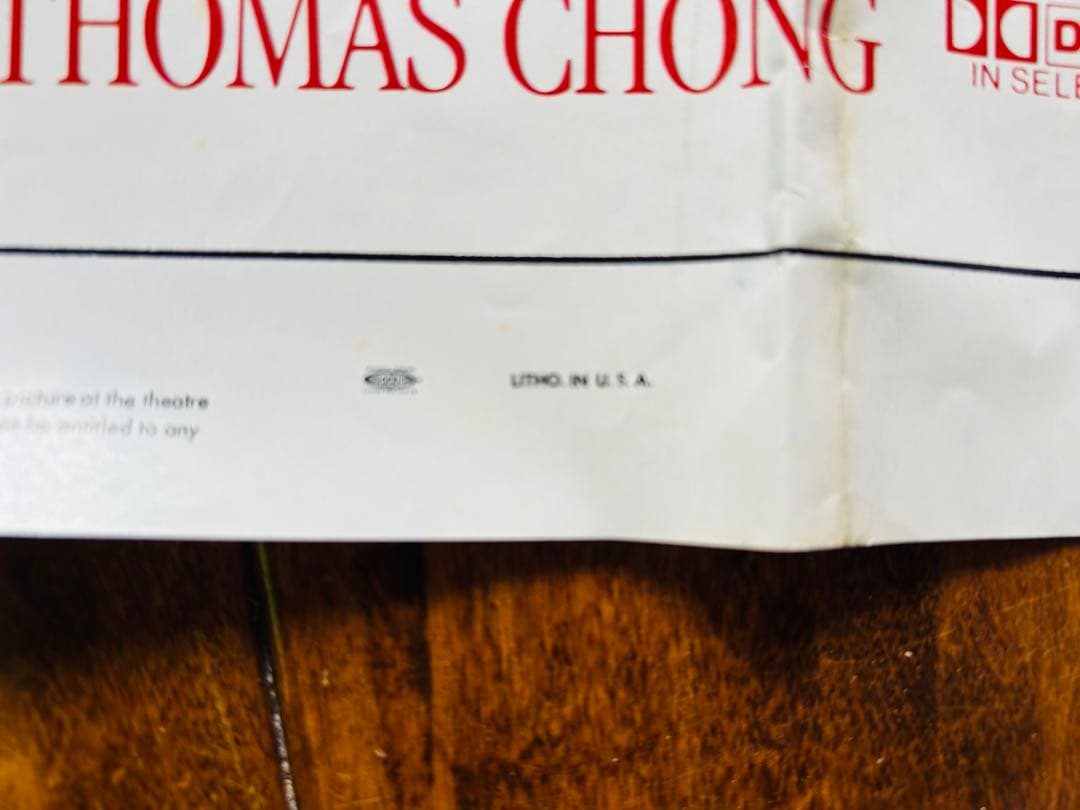 THOMAS CHONG
IN SELE
picture at the theatre
be entitled to any
LITHO. IN U.S.A.